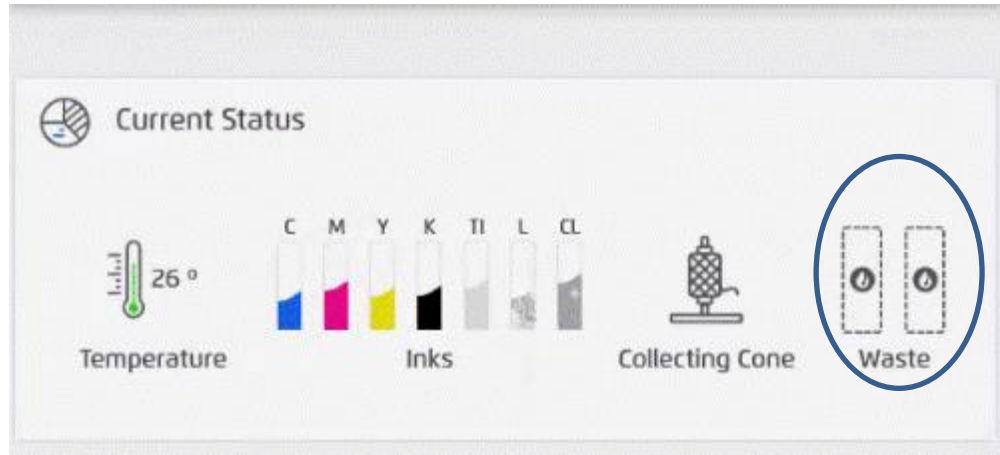 Current Status
C M Y K TI L CL
26 °
Temperature
Inks
Collecting Cone
Waste